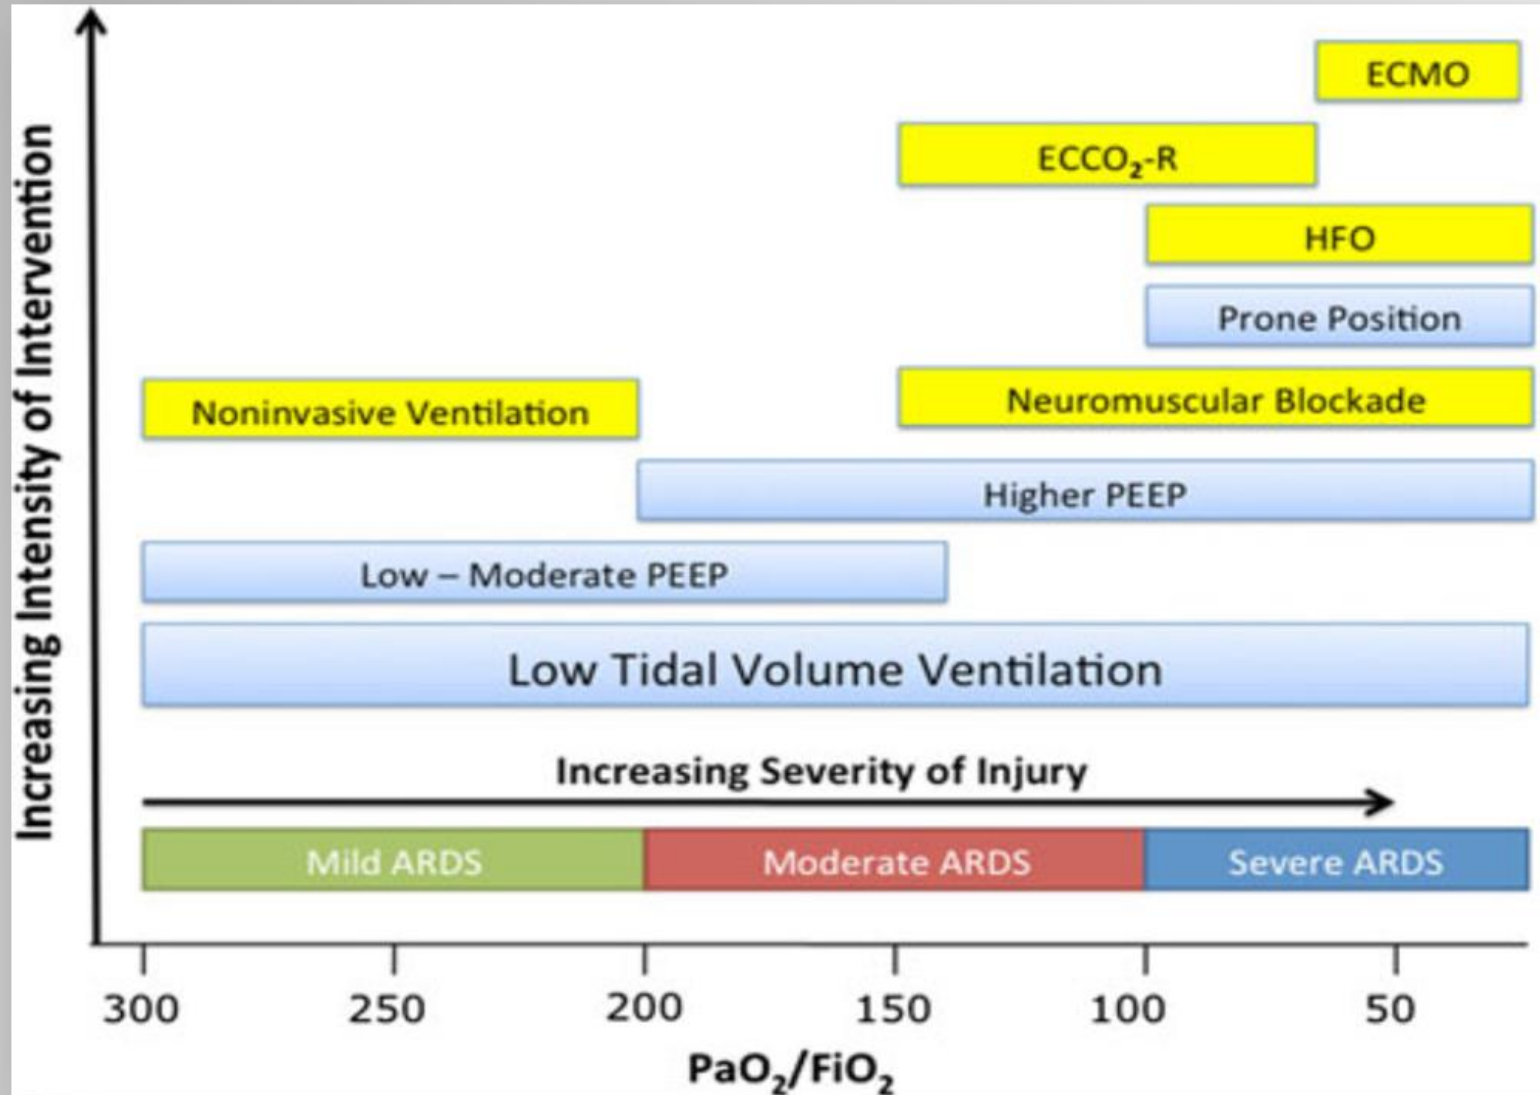 Increasing Intensity of Intervention
ECMO
ECCO₂-R
HFO
Prone Position
Noninvasive Ventilation
Neuromuscular Blockade
Higher PEEP
Low – Moderate PEEP
Low Tidal Volume Ventilation
Increasing Severity of Injury
Mild ARDS
Moderate ARDS
Severe ARDS
300 250 200 150 100 50
PaO₂/FiO₂